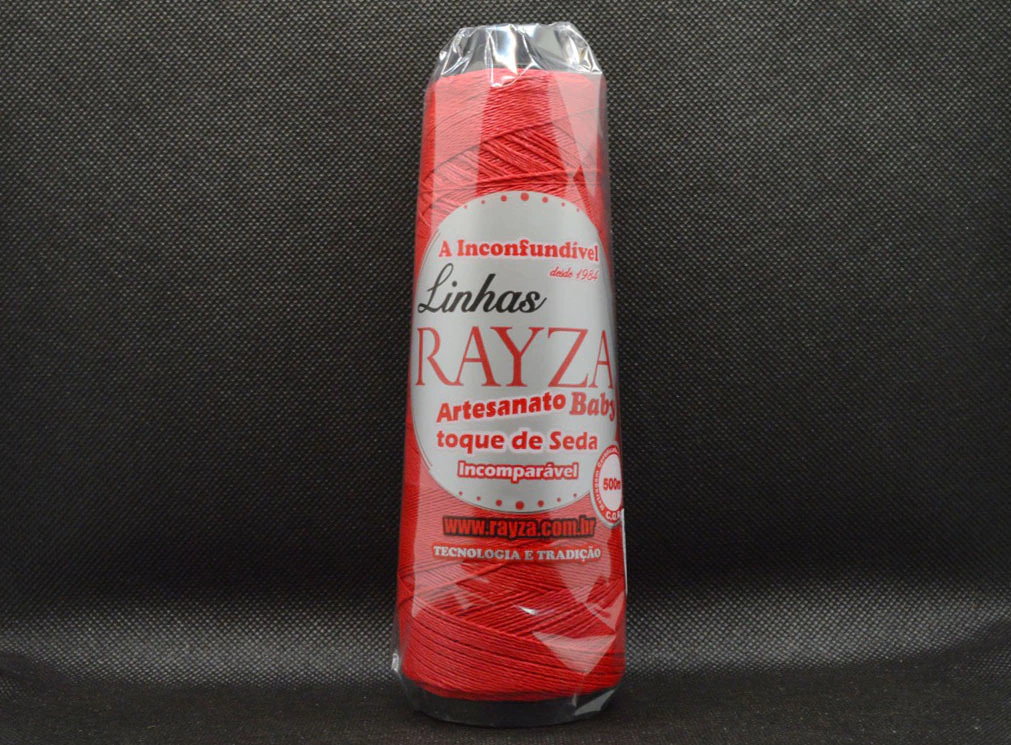 A Inconfundível
desde 1984
Linhas
RAYZA
Artesanato Baby
toque de Seda
Incomparável
500m
www.rayza.com.br
TECNOLOGIA E TRADIÇÃO